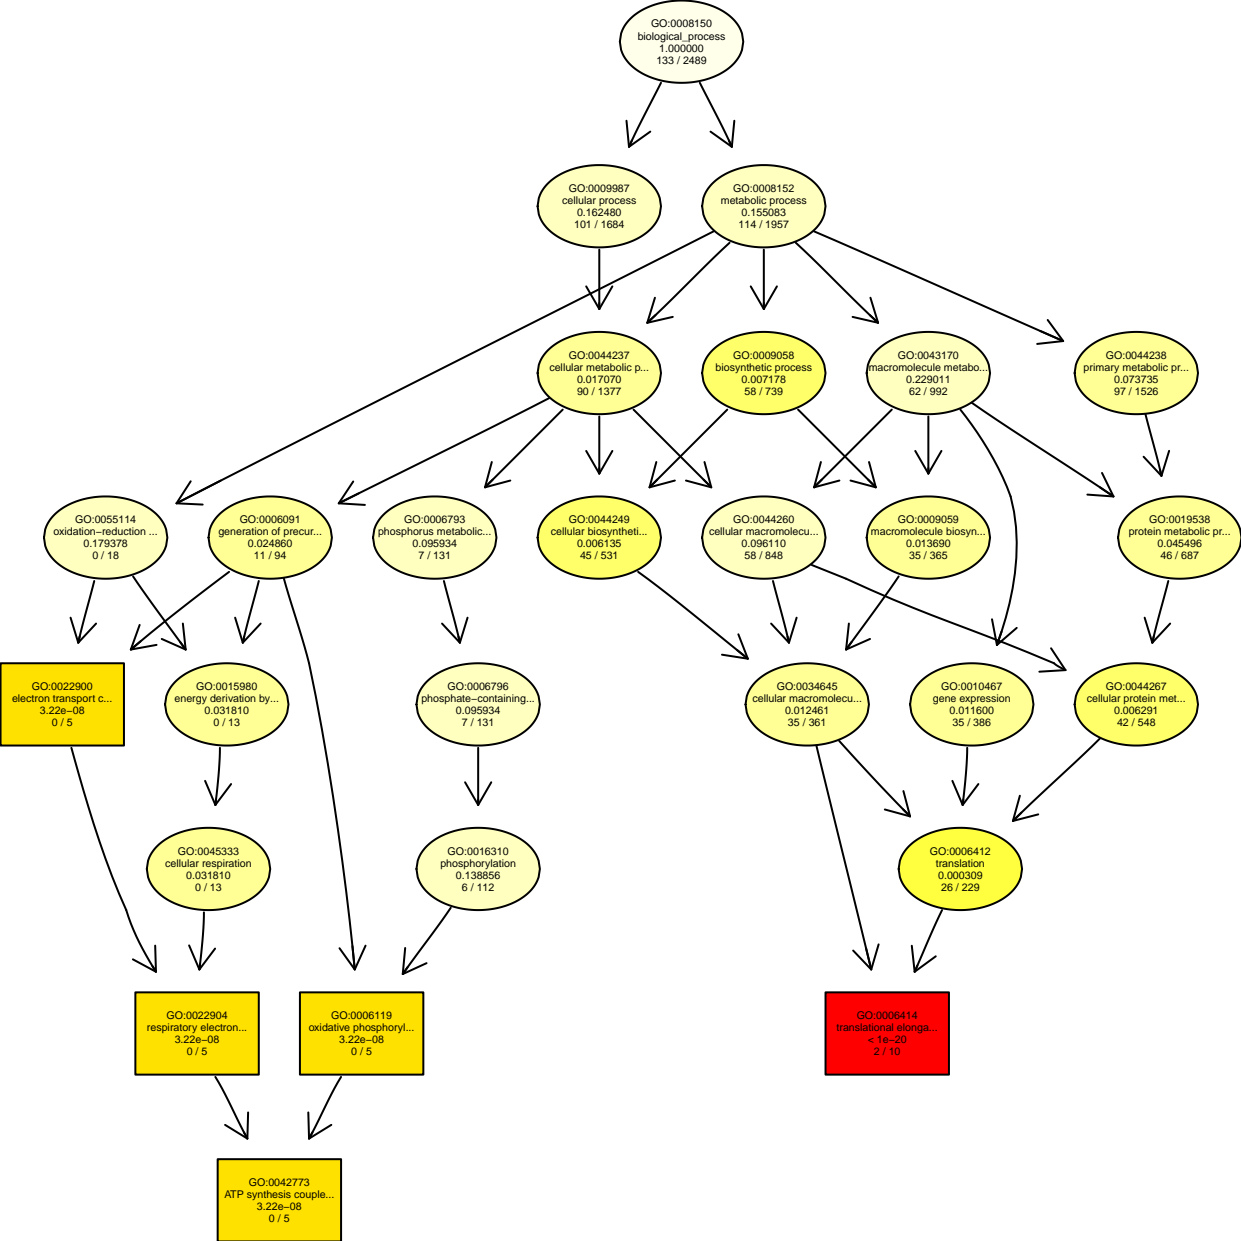 GO:0008150
biological_process
1.000000
133 / 2489
GO:0009987
cellular process
0.162480
101 / 1684
GO:0008152
metabolic process
0.155083
114 / 1957
GO:0044237
cellular metabolic p...
0.017070
90 / 1377
GO:0009058
biosynthetic process
0.007178
58 / 739
GO:0043170
macromolecule metabo...
0.229011
62 / 992
GO:0044238
primary metabolic pr...
0.073735
97 / 1526
GO:0055114
oxidation−reduction ...
0.179378
0 / 18
GO:0006091
generation of precur...
0.024860
11 / 94
GO:0006793
phosphorus metabolic...
0.095934
7 / 131
GO:0044249
cellular biosyntheti...
0.006135
45 / 531
GO:0044260
cellular macromolecu...
0.096110
58 / 848
GO:0009059
macromolecule biosyn...
0.013690
35 / 365
GO:0019538
protein metabolic pr...
0.045496
46 / 687
GO:0022900
electron transport c...
3.22e−08
0 / 5
GO:0015980
energy derivation by...
0.031810
0 / 13
GO:0006796
phosphate−containing...
0.095934
7 / 131
GO:0034645
cellular macromolecu...
0.012461
35 / 361
GO:0010467
gene expression
0.011600
35 / 386
GO:0044267
cellular protein met...
0.006291
42 / 548
GO:0045333
cellular respiration
0.031810
0 / 13
GO:0016310
phosphorylation
0.138856
6 / 112
GO:0006412
translation
0.000309
26 / 229
GO:0022904
respiratory electron...
3.22e−08
0 / 5
GO:0006119
oxidative phosphoryl...
3.22e−08
0 / 5
GO:0006414
translational elonga...
< 1e−20
2 / 10
GO:0042773
ATP synthesis couple...
3.22e−08
0 / 5